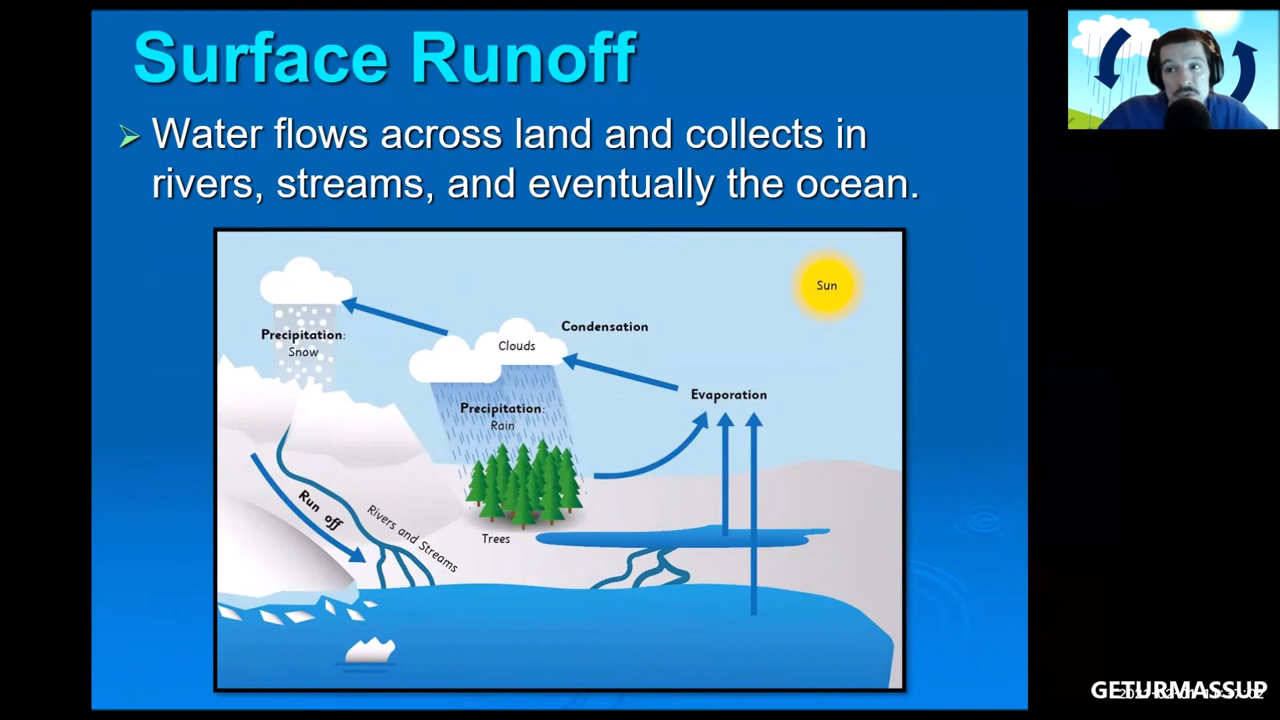 Surface Runoff
Water flows across land and collects in
rivers, streams, and eventually the ocean.
Sun
Condensation
Clouds
Precipitation:
Snow
Evaporation
Precipitation:
Rain
Run off
Rivers and Streams
Trees
GETURMASSUP